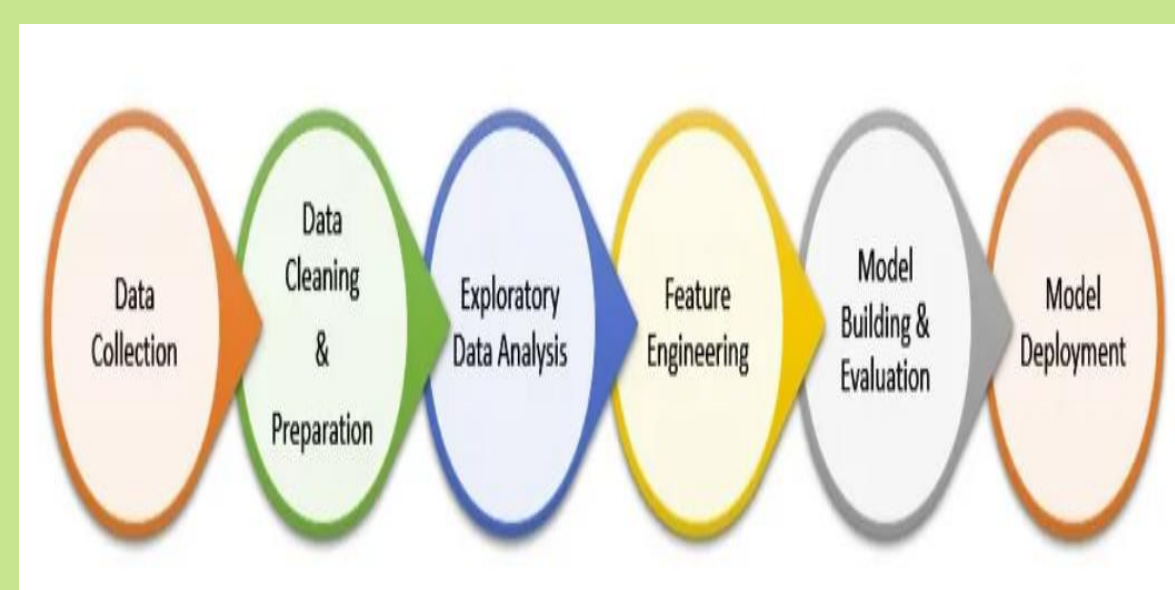 Data
Collection
Data
Cleaning
&
Preparation
Exploratory
Data Analysis
Feature
Engineering
Model
Building &
Evaluation
Model
Deployment